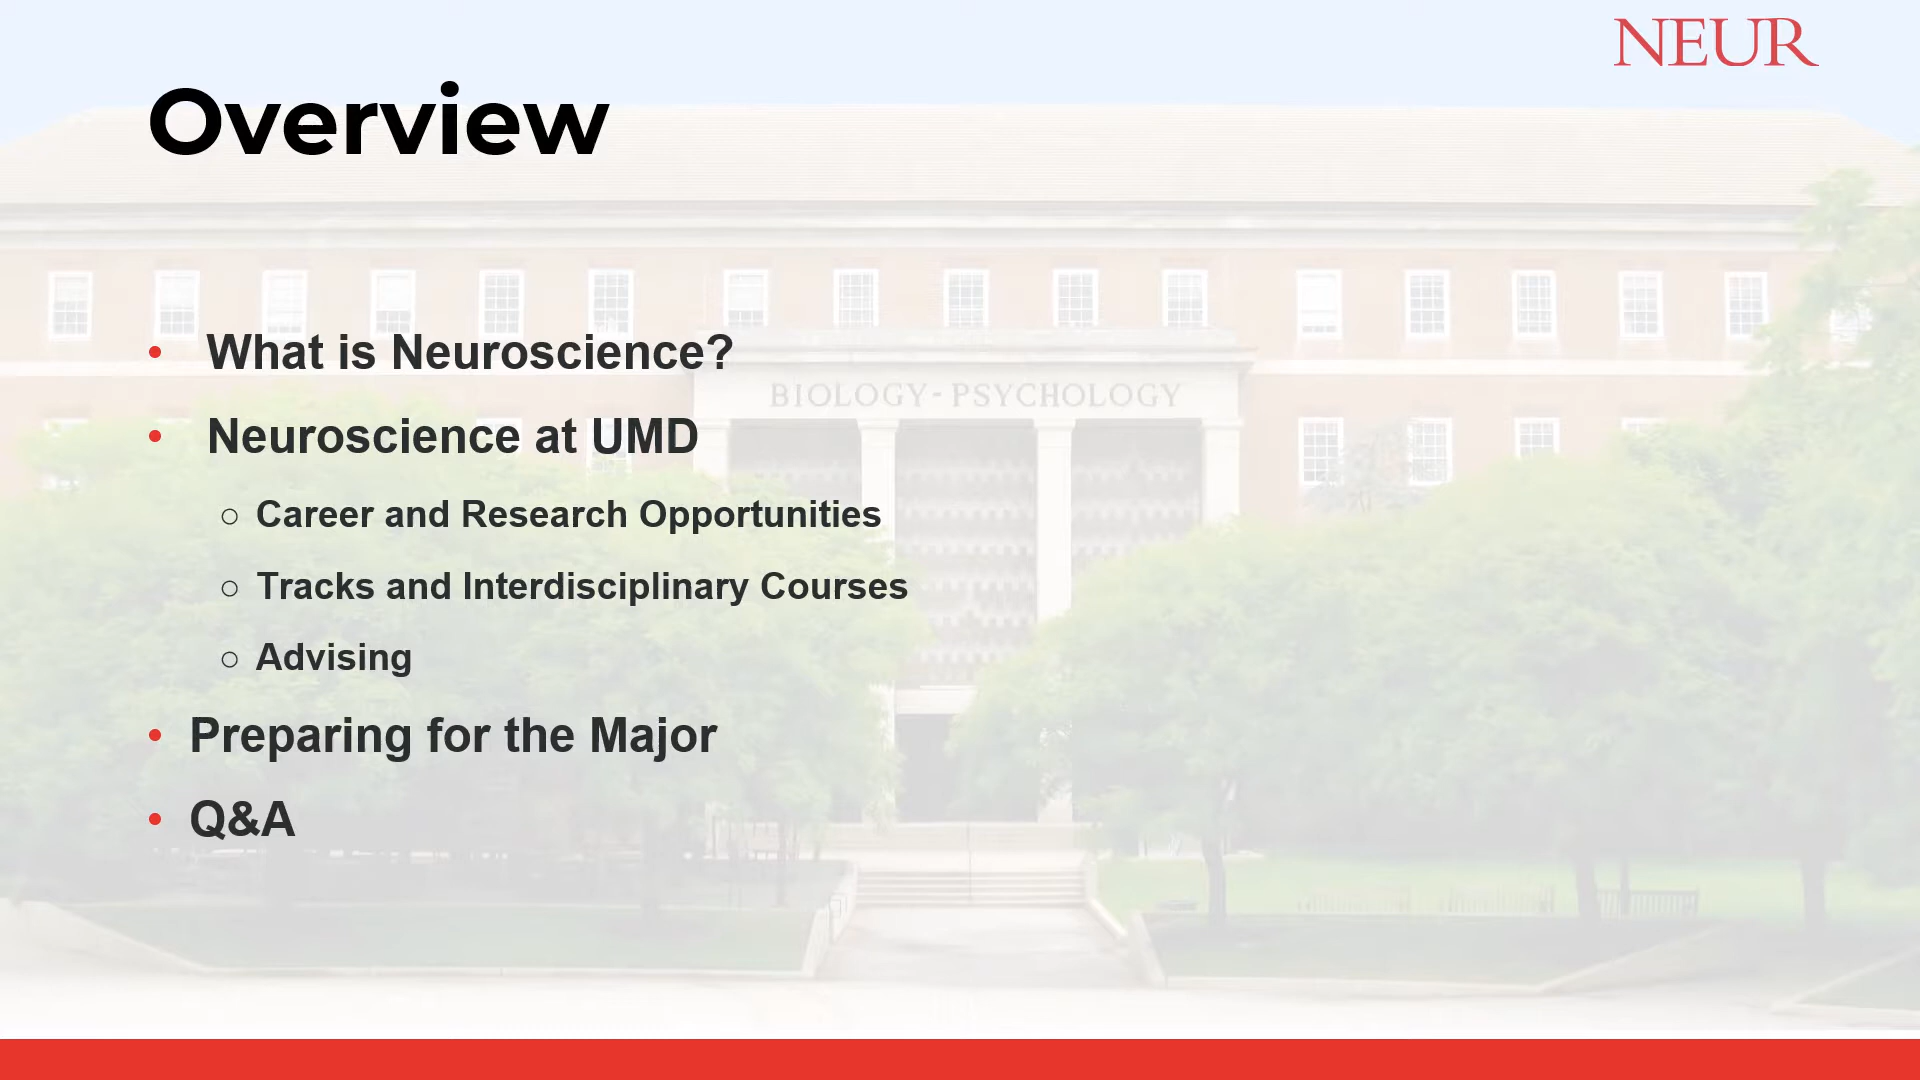 NEUR
Overview
BIOLOGY-PSYCHOLOGY
• What is Neuroscience?
• Neuroscience at UMD
○ Career and Research Opportunities
○ Tracks and Interdisciplinary Courses
○ Advising
• Preparing for the Major
• Q&A